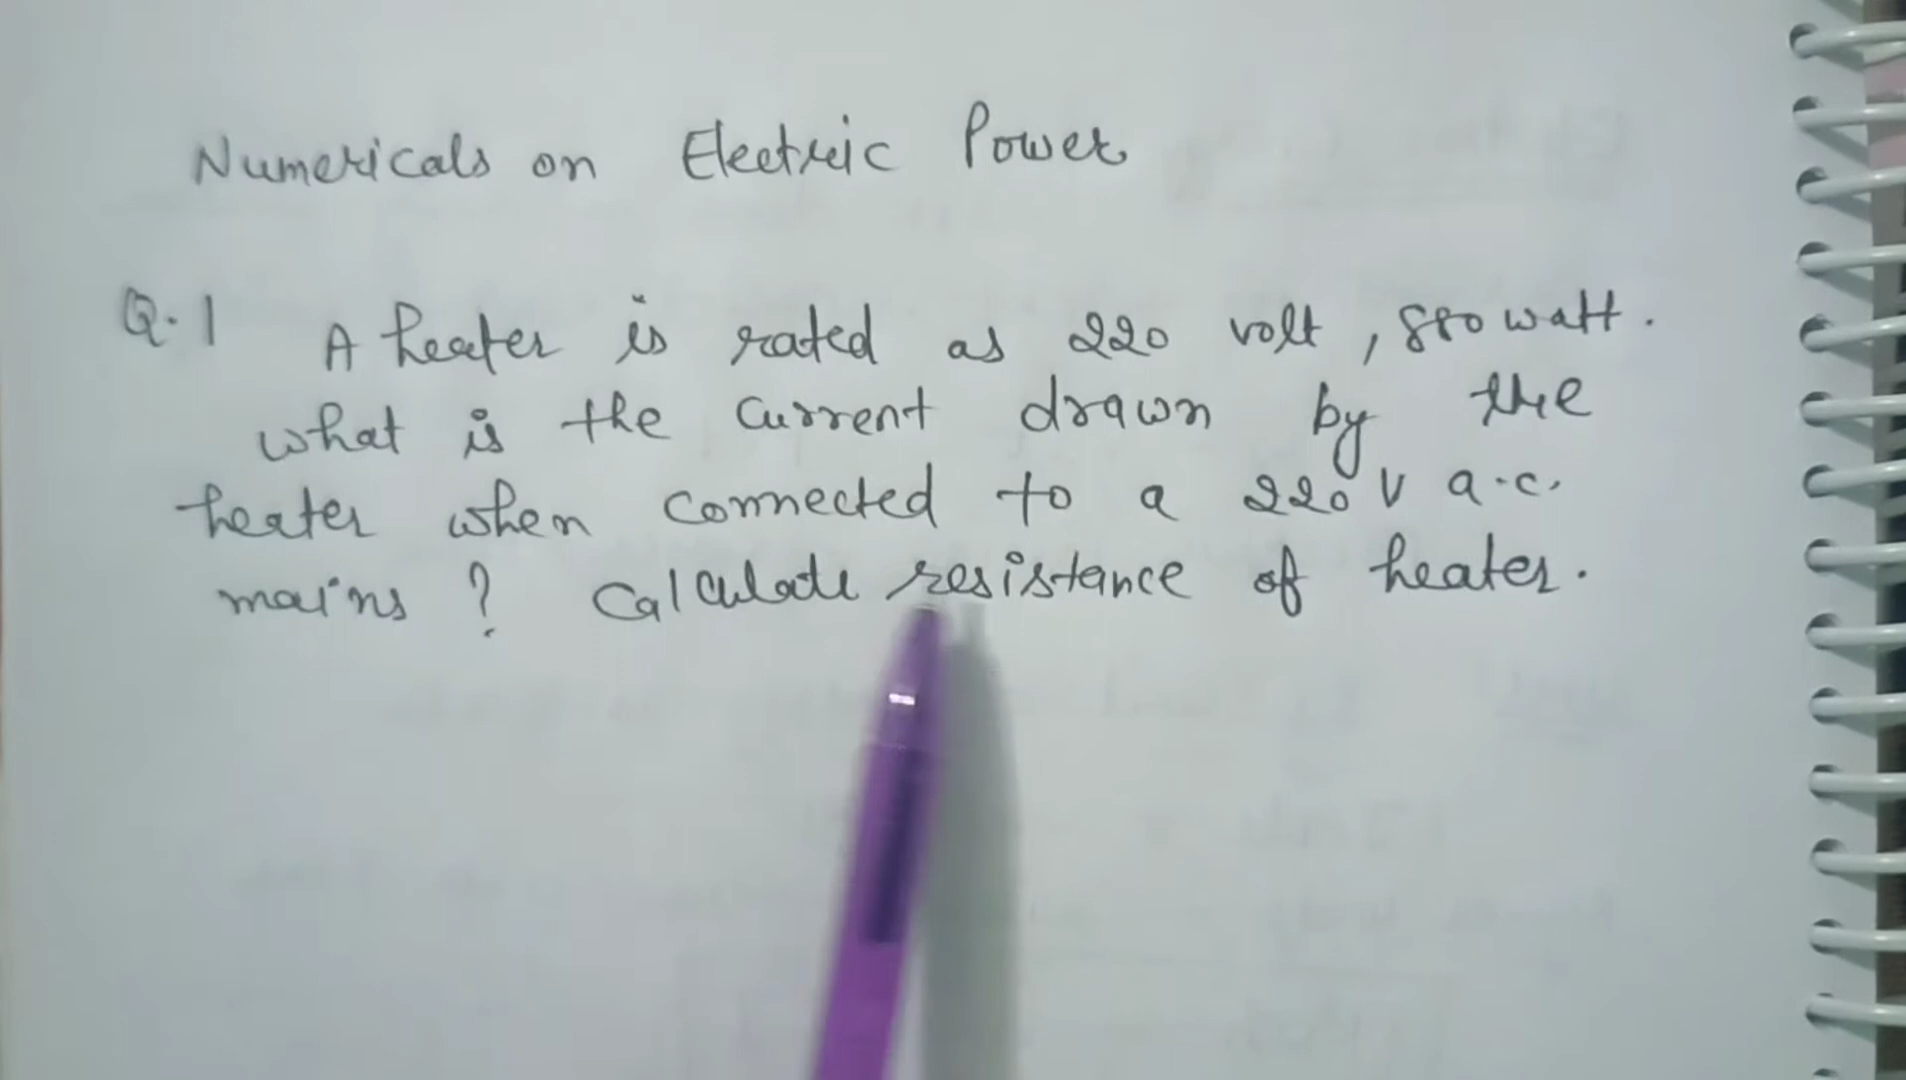 Numericals on Electric Power
Q.1 A heater is rated as 220 volt, 880 watt.
what is the current drawn by the
heater when connected to a 220 V a.c.
mains ? Calculate resistance of heater.